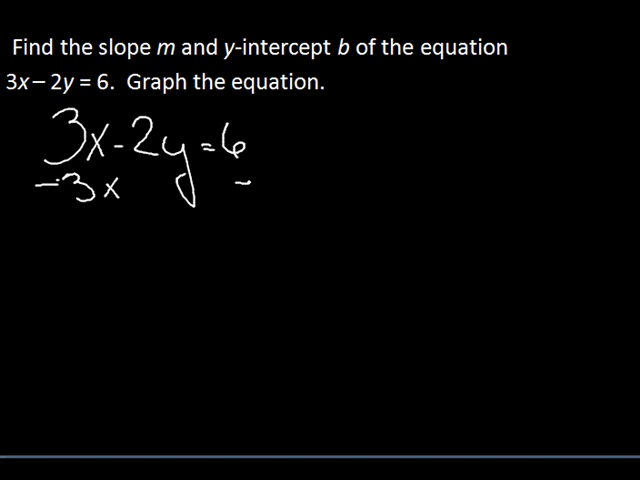 Find the slope m and y-intercept b of the equation
3x – 2y = 6. Graph the equation.
3x - 2y = 6
-3x -